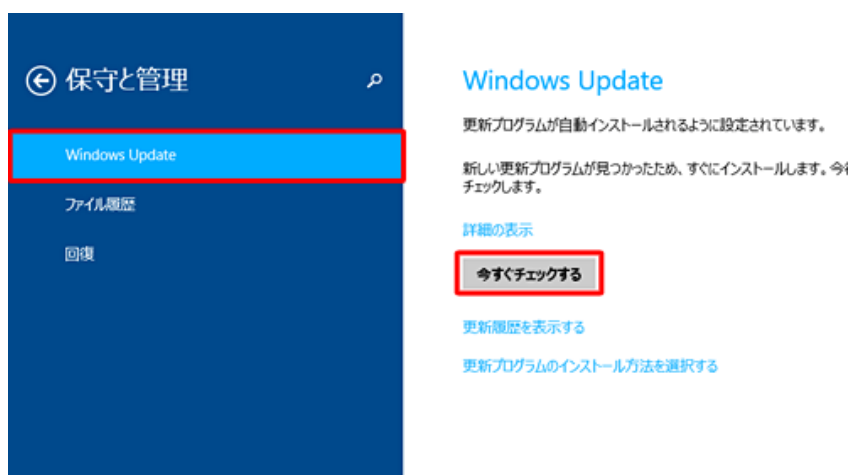 保守と管理
Windows Update
ファイル履歴
回復
Windows Update
更新プログラムが自動インストールされるように設定されています。
新しい更新プログラムが見つかったため、すぐにインストールします。今
チェックします。
詳細の表示
今すぐチェックする
更新履歴を表示する
更新プログラムのインストール方法を選択する